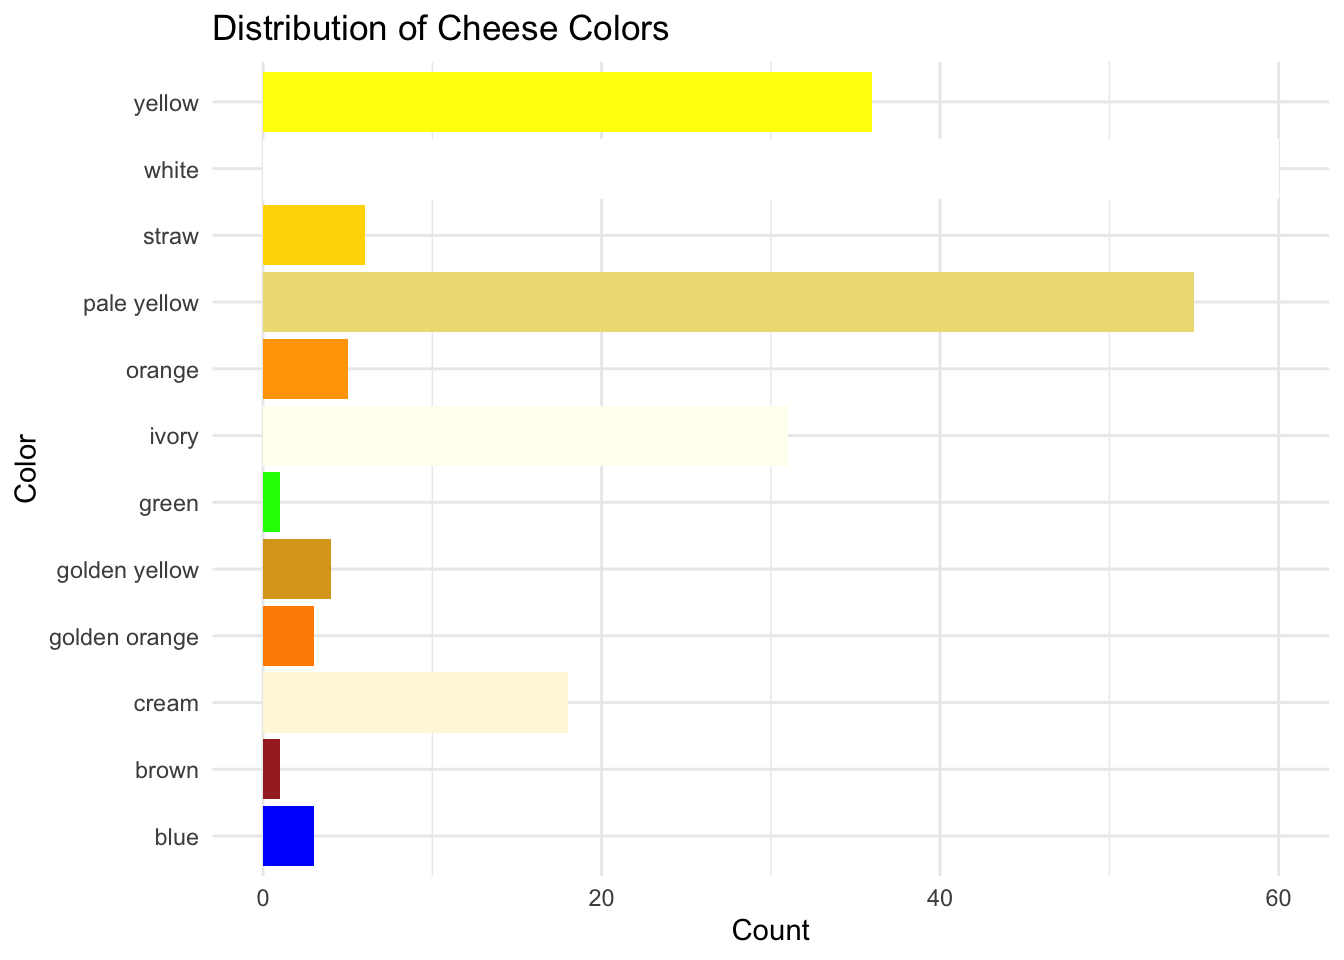 Distribution of Cheese Colors
yellow
white
straw
pale yellow
orange
ivory
green
golden yellow
golden orange
cream
brown
blue
Color
0 20 40 60
Count